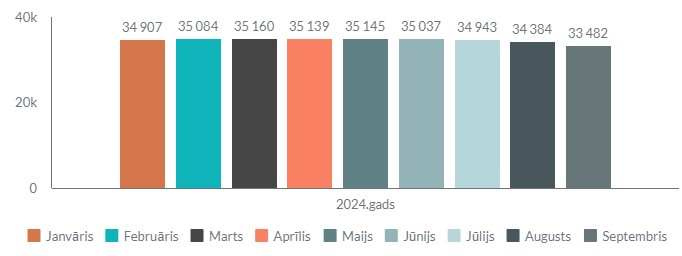 40k
34 907 35 084 35 160 35 139 35 145 35 037 34 943 34 384 33 482
20k
0
2024.gads
Janvāris Februāris Marts Aprīlis Maijs Jūnijs Jūlijs Augusts Septembris